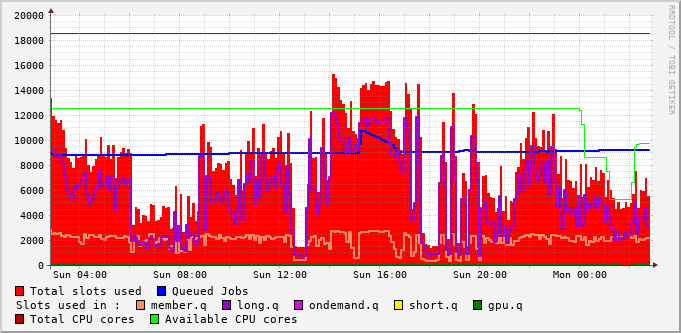 20000
18000
16000
14000
12000
10000
8000
6000
4000
2000
0
Sun 04:00 Sun 08:00 Sun 12:00 Sun 16:00 Sun 20:00 Mon 00:00
Total slots used Queued Jobs
Slots used in : member.q long.q ondemand.q short.q gpu.q
Total CPU cores Available CPU cores
RRDTOOL / TOBI OETIKER